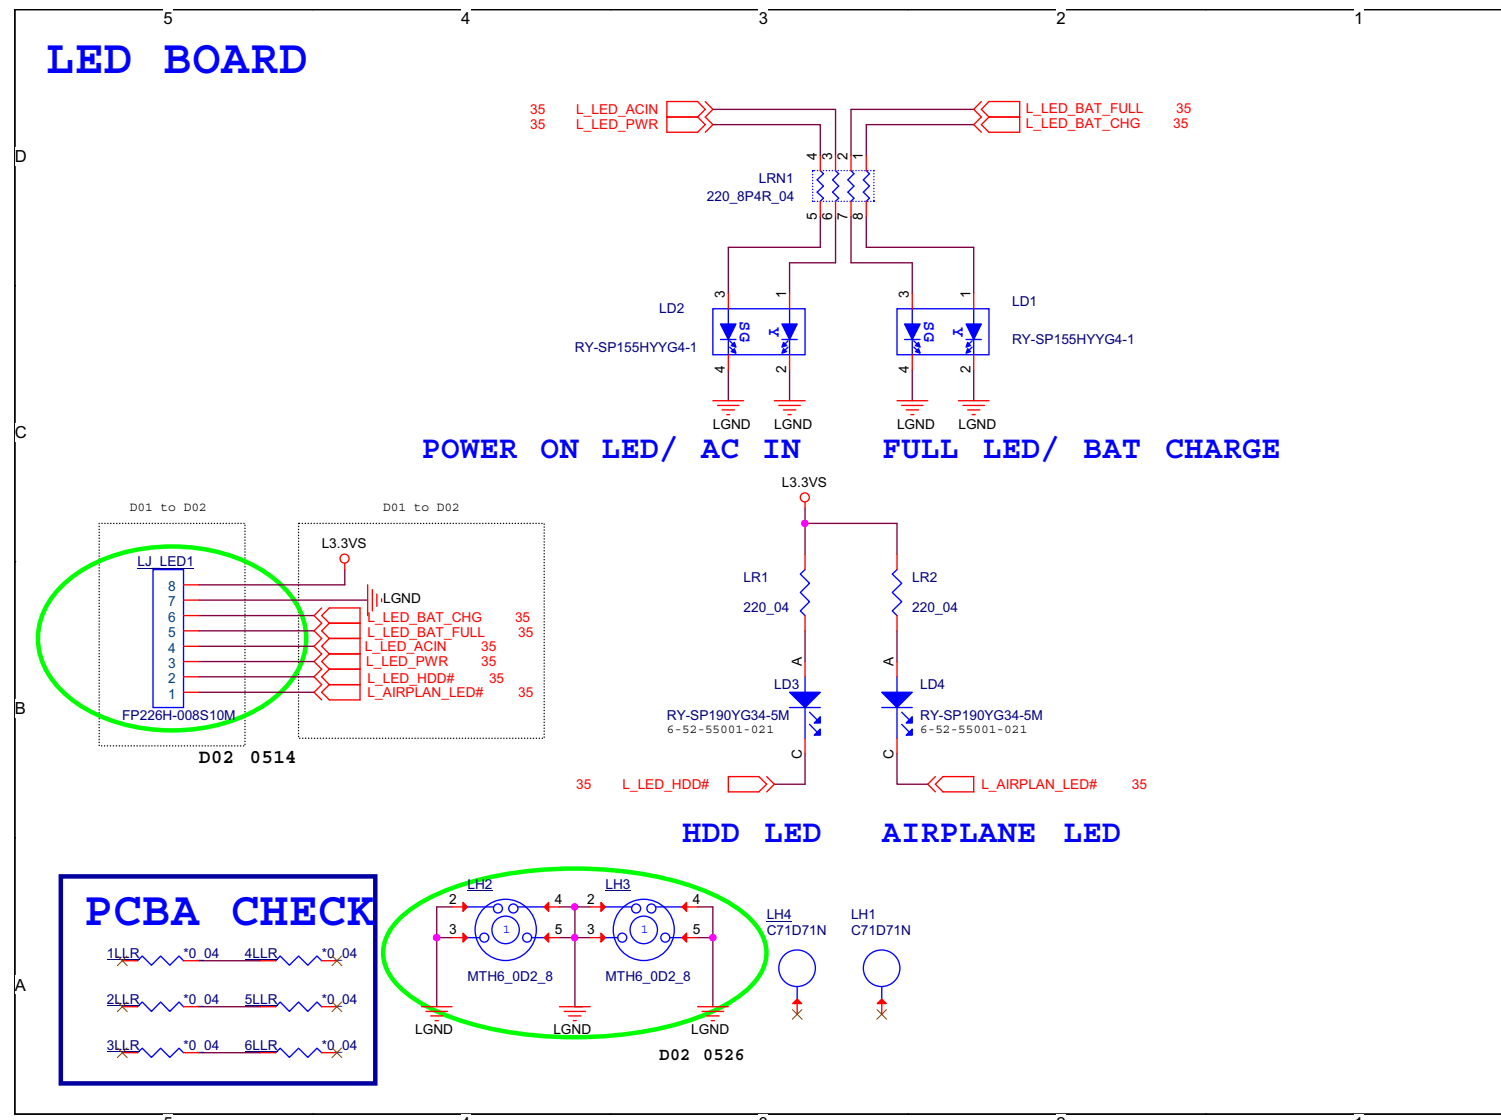 5 4 3 2 1
LED BOARD
35 L_LED_ACIN
35 L_LED_PWR
L_LED_BAT_FULL 35
L_LED_BAT_CHG 35
D
4 3 2 1
LRN1
220_8P4R_04
5 6 7 8
3 1 3 1
LD2
LD1
SG Y SG Y
RY-SP155HYYG4-1
RY-SP155HYYG4-1
4 2 4 2
LGND LGND LGND LGND
C
POWER ON LED/ AC IN
FULL LED/ BAT CHARGE
L3.3VS
D01 to D02
D01 to D02
L3.3VS
LJ_LED1
8
7 LGND
6 L_LED_BAT_CHG 35
5 L_LED_BAT_FULL 35
4 L_LED_ACIN 35
3 L_LED_PWR 35
2 L_LED_HDD# 35
1 L_AIRPLAN_LED# 35
FP226H-008S10M
D02 0514
LR1
220_04
LR2
220_04
A A
LD3
RY-SP190YG34-5M
6-52-55001-021
LD4
RY-SP190YG34-5M
6-52-55001-021
C C
B
35 L_LED_HDD#
L_AIRPLAN_LED# 35
HDD LED
AIRPLANE LED
PCBA CHECK
1LLR *0_04 4LLR *0_04
2LLR *0_04 5LLR *0_04
3LLR *0_04 6LLR *0_04
LH2
LH3
2 4 2 4
3 1 5 3 1 5
MTH6_0D2_8
MTH6_0D2_8
LGND LGND LGND
D02 0526
LH4
C71D71N
LH1
C71D71N
A